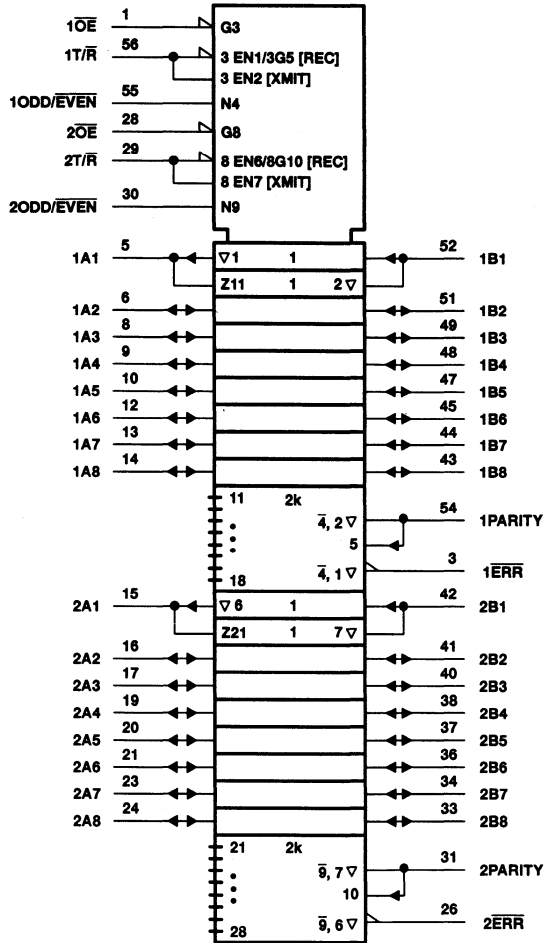 1O̅E̅ 1 G3
1T/R̅ 56 3 EN1/3G5 [REC]
3 EN2 [XMIT]
1ODD/E̅V̅E̅N̅ 55 N4
2O̅E̅ 28 G8
2T/R̅ 29 8 EN6/8G10 [REC]
8 EN7 [XMIT]
2ODD/E̅V̅E̅N̅ 30 N9
1A1 5 ▽1 1 52 1B1
Z11 1 2▽
1A2 6 51 1B2
1A3 8 49 1B3
1A4 9 48 1B4
1A5 10 47 1B5
1A6 12 45 1B6
1A7 13 44 1B7
1A8 14 43 1B8
11 2k
4̅, 2▽ 54 1PARITY
5
18 4̅, 1▽ 3 1E̅R̅R̅
2A1 15 ▽6 1 42 2B1
Z21 1 7▽
2A2 16 41 2B2
2A3 17 40 2B3
2A4 19 38 2B4
2A5 20 37 2B5
2A6 21 36 2B6
2A7 23 34 2B7
2A8 24 33 2B8
21 2k
9̅, 7▽ 31 2PARITY
10
28 9̅, 6▽ 26 2E̅R̅R̅